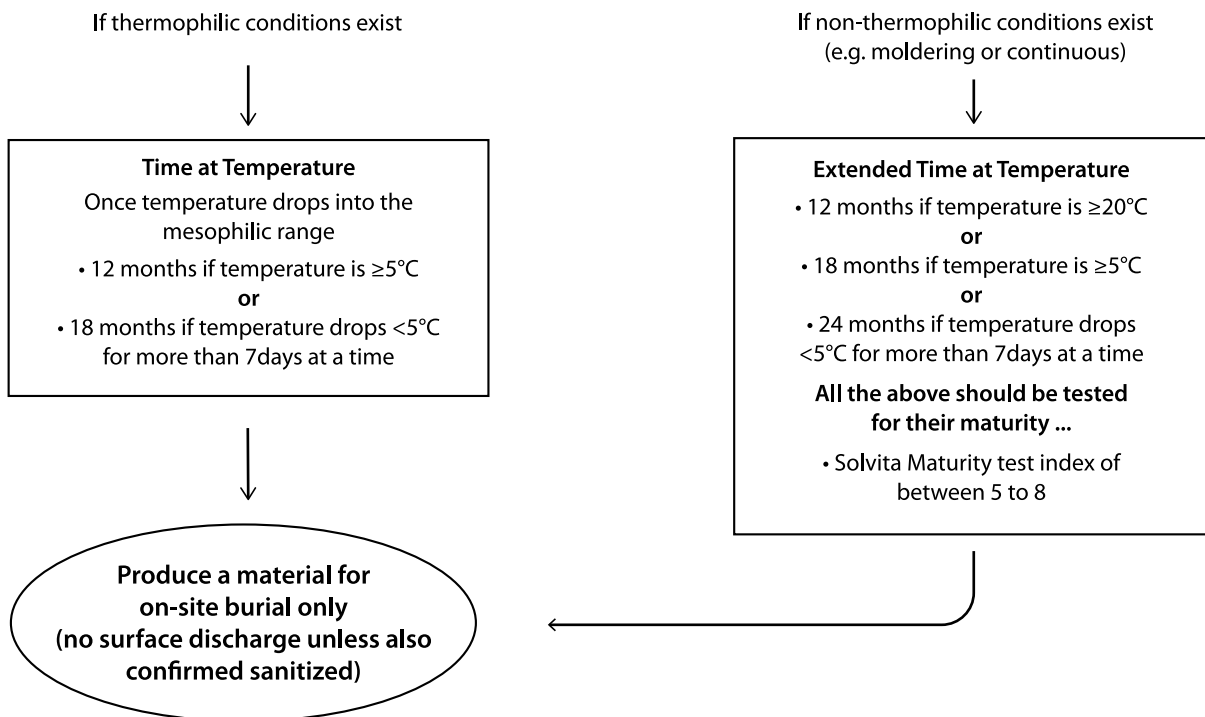 If thermophilic conditions exist
Time at Temperature
Once temperature drops into the
mesophilic range
• 12 months if temperature is ≥5°C
or
• 18 months if temperature drops <5°C
for more than 7days at a time
Produce a material for
on-site burial only
(no surface discharge unless also
confirmed sanitized)
If non-thermophilic conditions exist
(e.g. moldering or continuous)
Extended Time at Temperature
• 12 months if temperature is ≥20°C
or
• 18 months if temperature is ≥5°C
or
• 24 months if temperature drops
<5°C for more than 7days at a time
All the above should be tested
for their maturity ...
• Solvita Maturity test index of
between 5 to 8